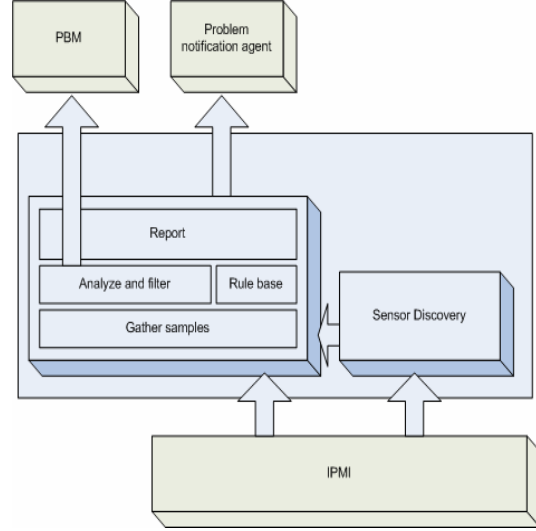 PBM
Problem
notification agent
Report
Analyze and filter
Rule base
Gather samples
Sensor Discovery
IPMI